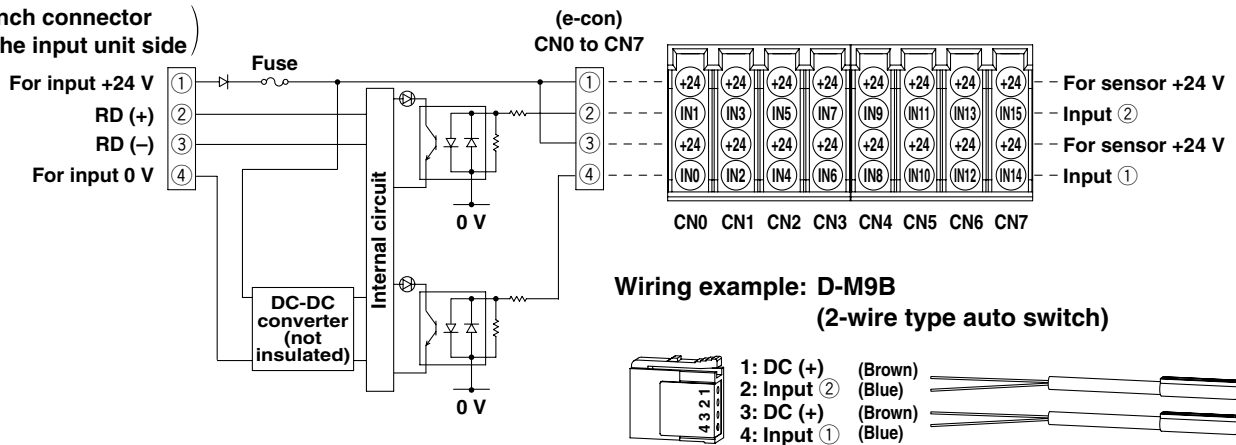 nch connector
he input unit side)
For input +24 V ①
RD (+) ②
RD (–) ③
For input 0 V ④
Fuse
Internal circuit
DC-DC
converter
(not
insulated)
0 V
0 V
(e-con)
CN0 to CN7
①
②
③
④
+24 +24 +24 +24 +24 +24 +24 +24
IN1 IN3 IN5 IN7 IN9 IN11 IN13 IN15
+24 +24 +24 +24 +24 +24 +24 +24
IN0 IN2 IN4 IN6 IN8 IN10 IN12 IN14
For sensor +24 V
Input ②
For sensor +24 V
Input ①
CN0 CN1 CN2 CN3 CN4 CN5 CN6 CN7
Wiring example: D-M9B
(2-wire type auto switch)
4 3 2 1
1: DC (+) (Brown)
2: Input ② (Blue)
3: DC (+) (Brown)
4: Input ① (Blue)